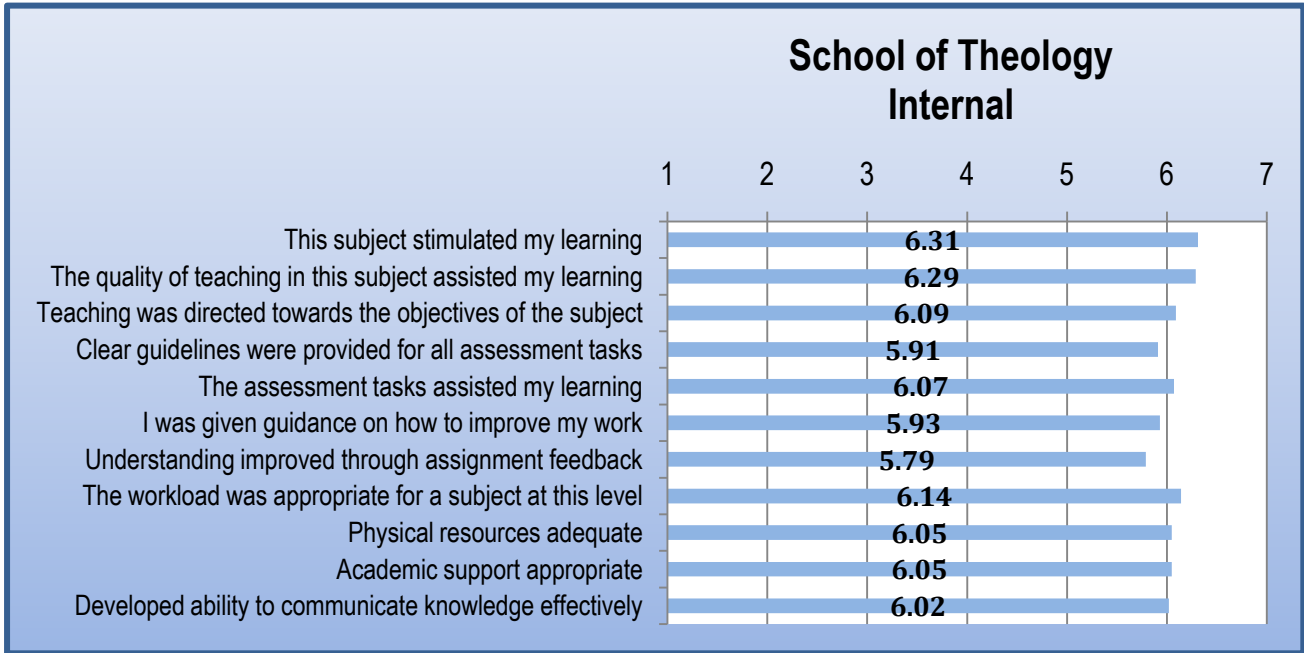 School of Theology
Internal
1 2 3 4 5 6 7
This subject stimulated my learning 6.31
The quality of teaching in this subject assisted my learning 6.29
Teaching was directed towards the objectives of the subject 6.09
Clear guidelines were provided for all assessment tasks 5.91
The assessment tasks assisted my learning 6.07
I was given guidance on how to improve my work 5.93
Understanding improved through assignment feedback 5.79
The workload was appropriate for a subject at this level 6.14
Physical resources adequate 6.05
Academic support appropriate 6.05
Developed ability to communicate knowledge effectively 6.02